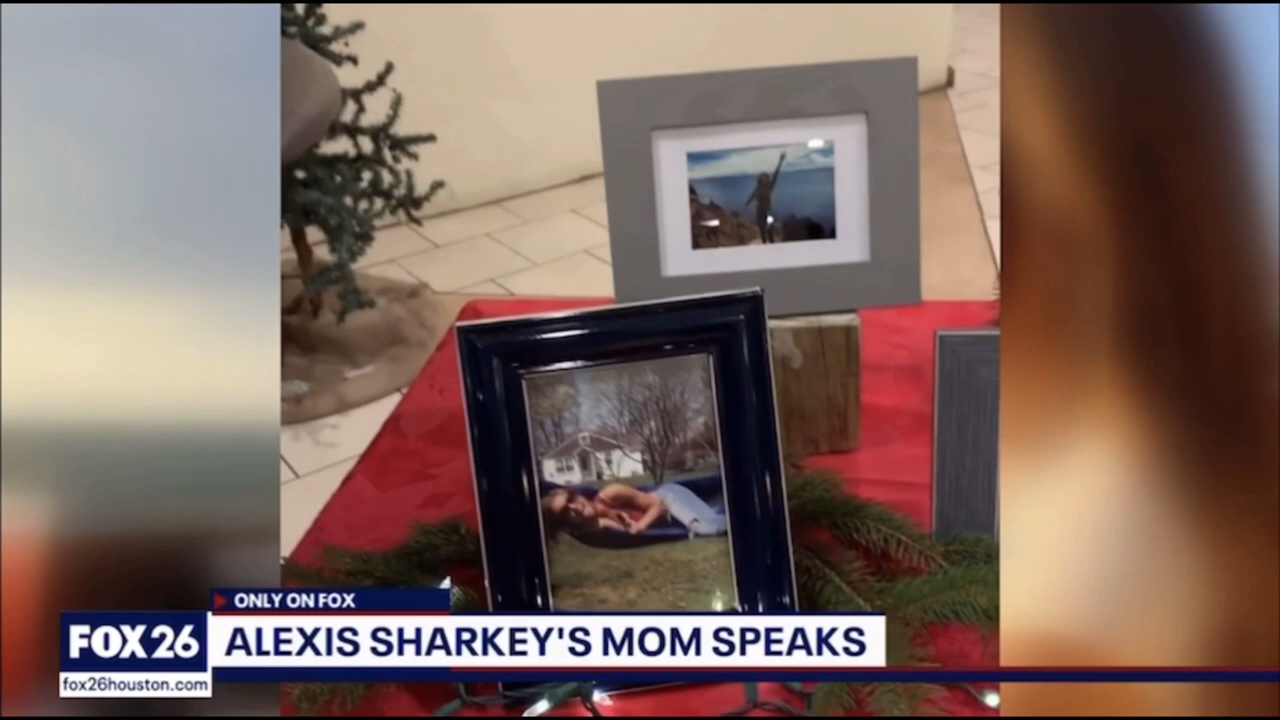 ONLY ON FOX
FOX 26
ALEXIS SHARKEY'S MOM SPEAKS
fox26houston.com